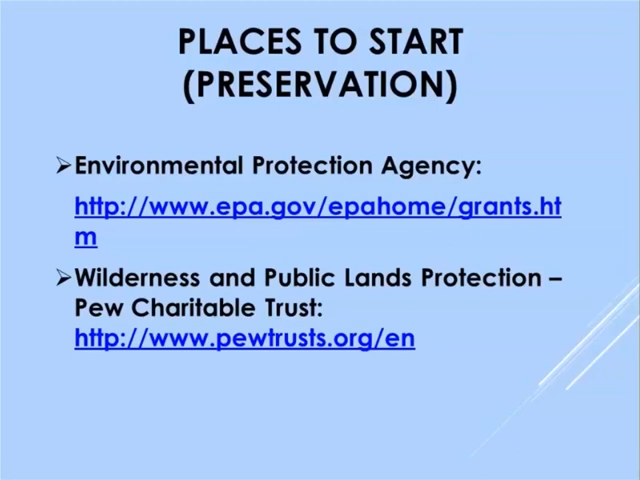 PLACES TO START
(PRESERVATION)
➢Environmental Protection Agency:
http://www.epa.gov/epahome/grants.ht
m
➢Wilderness and Public Lands Protection –
Pew Charitable Trust:
http://www.pewtrusts.org/en